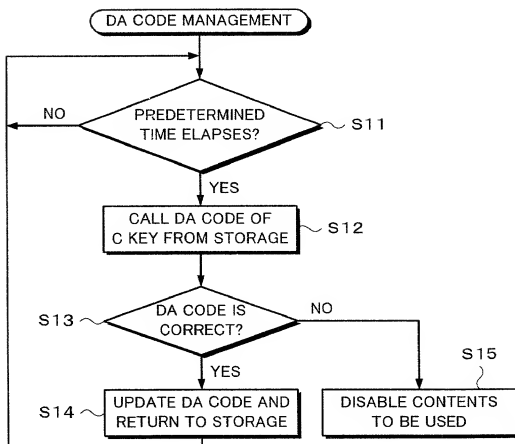 DA CODE MANAGEMENT
NO
PREDETERMINED
TIME ELAPSES?
S11
YES
CALL DA CODE OF
C KEY FROM STORAGE
S12
DA CODE IS
CORRECT?
S13
NO
YES
S15
UPDATE DA CODE AND
RETURN TO STORAGE
S14
DISABLE CONTENTS
TO BE USED